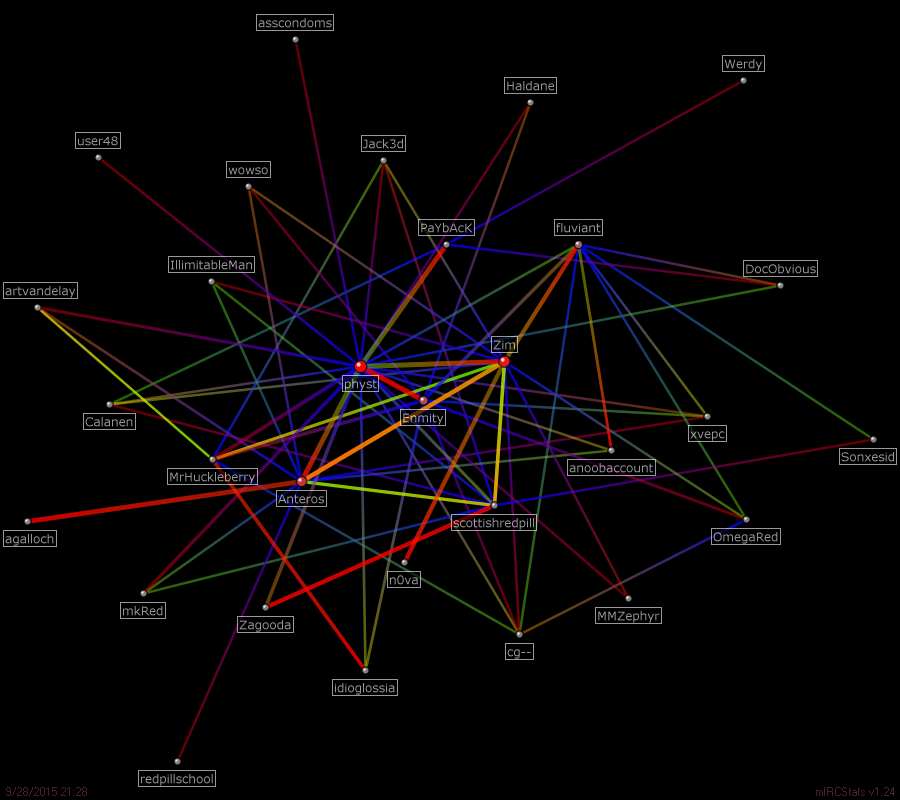 asscondoms
Werdy
Haldane
user48
Jack3d
wowso
PaYbAcK
fluviant
IllimitableMan
DocObvious
artvandelay
Zim
physt
Enmity
Calanen
xvepc
Sonxesid
anoobaccount
MrHuckleberry
Anteros
scottishredpill
agalloch
OmegaRed
n0va
mkRed
Zagooda
MMZephyr
cg--
idioglossia
redpillschool
9/28/2015 21:28
mIRCStats v1.24